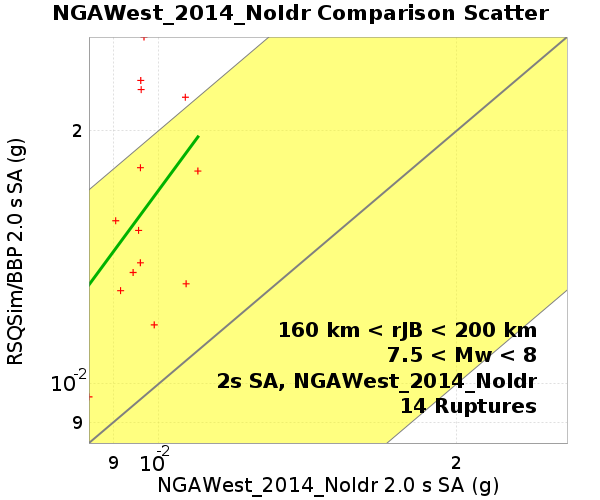 NGAWest_2014_NoIdr Comparison Scatter
RSQSim/BBP 2.0 s SA (g)
2
10-2
9
160 km < rJB < 200 km
7.5 < Mw < 8
2s SA, NGAWest_2014_NoIdr
14 Ruptures
9 10-2 2
NGAWest_2014_NoIdr 2.0 s SA (g)